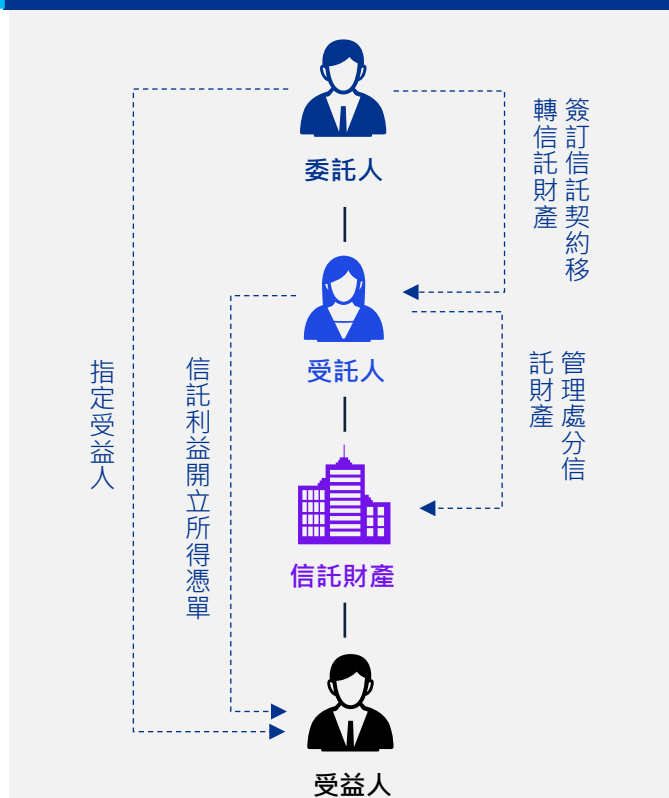 委託人
簽訂信託契約移
轉信託財產
受託人
管理處分信
託財產
指定受益人
信託利益開立所得憑單
信託財產
受益人